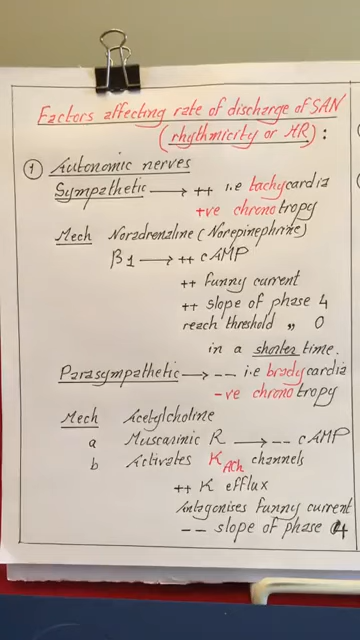 Factors affecting rate of discharge of SAN
(rhythmicity or HR) :
① Autonomic nerves
Sympathetic → ++ i.e tachycardia
+ve chronotropy
Mech Noradrenaline (Norepinephrine)
β1 → ++ cAMP
++ funny current
++ slope of phase 4
reach threshold „ 0
in a shorter time.
Parasympathetic → -- i.e bradycardia
-ve chronotropy
Mech Acetylcholine
a Muscarinic R → -- cAMP
b Activates K ACh channels
++ K efflux
Antagonises funny current
-- slope of phase 4